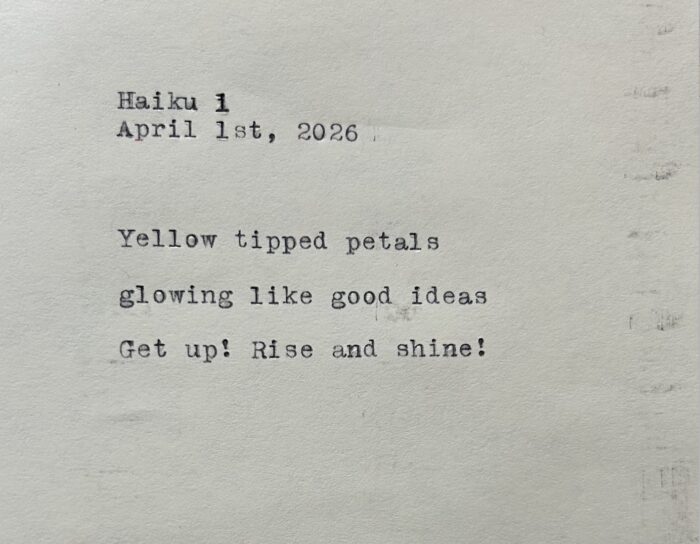 Haiku 1
April 1st, 2026
Yellow tipped petals
glowing like good ideas
Get up! Rise and shine!